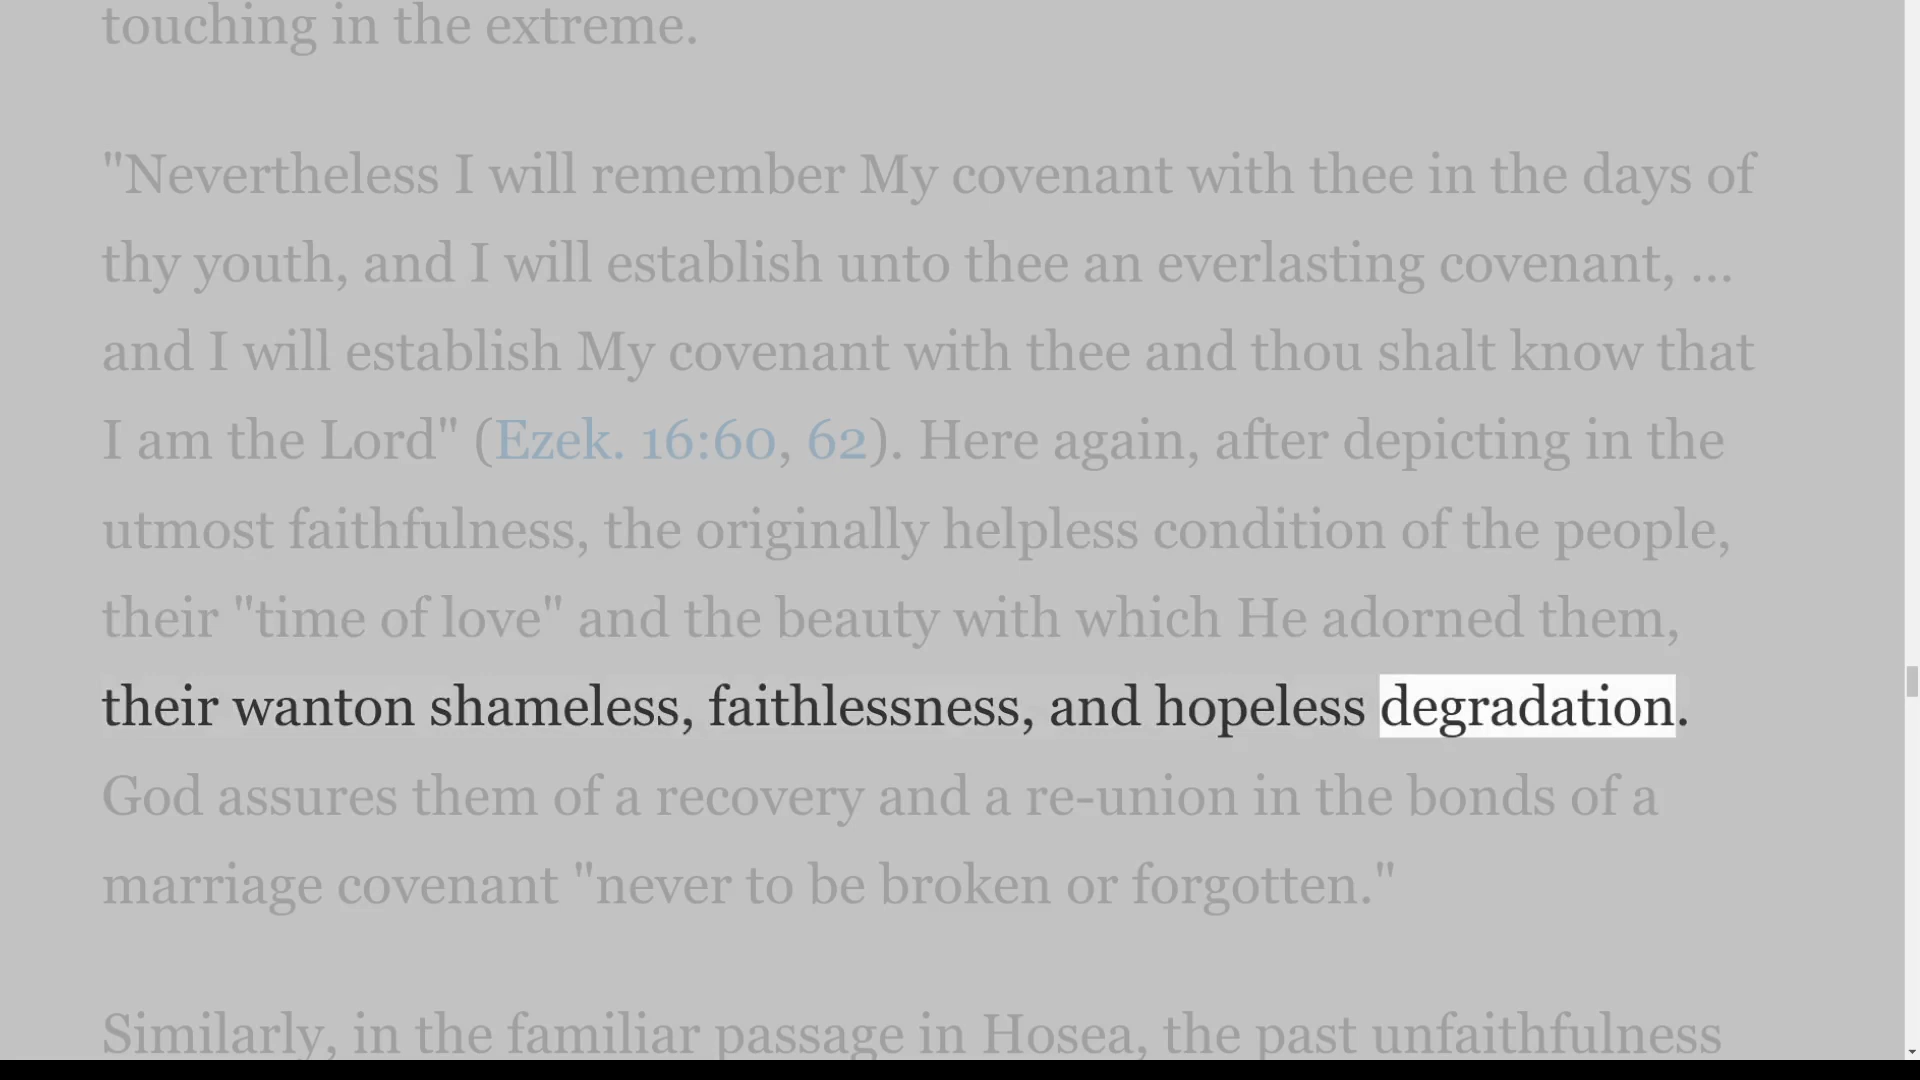 touching in the extreme.
"Nevertheless I will remember My covenant with thee in the days of
thy youth, and I will establish unto thee an everlasting covenant, ...
and I will establish My covenant with thee and thou shalt know that
I am the Lord" (Ezek. 16:60, 62). Here again, after depicting in the
utmost faithfulness, the originally helpless condition of the people,
their "time of love" and the beauty with which He adorned them,
their wanton shameless, faithlessness, and hopeless degradation.
God assures them of a recovery and a re-union in the bonds of a
marriage covenant "never to be broken or forgotten."
Similarly, in the familiar passage in Hosea, the past unfaithfulness